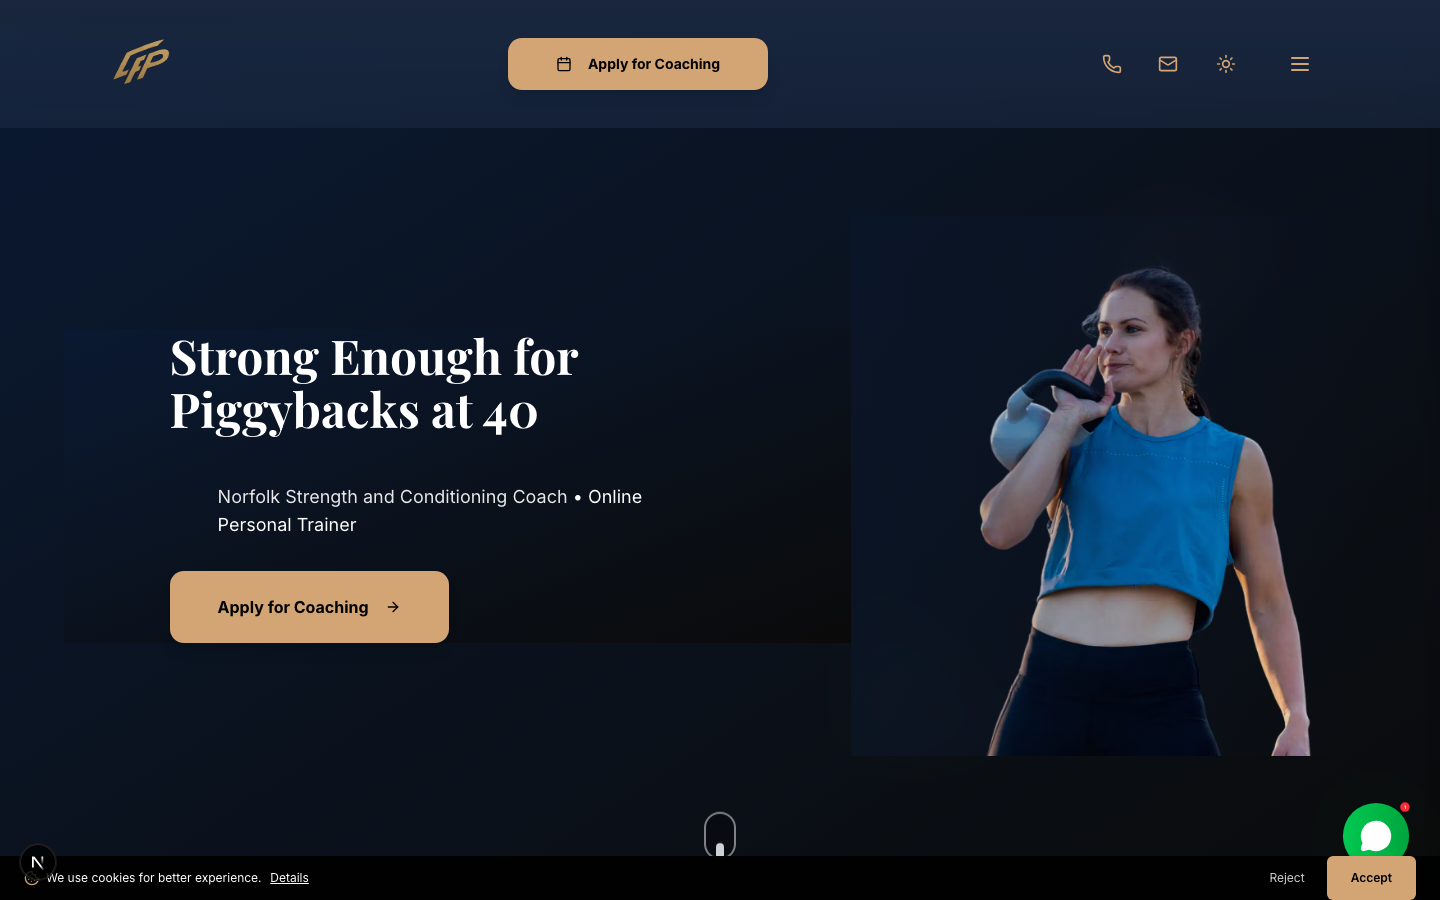 LFP
Apply for Coaching
Strong Enough for
Piggybacks at 40
Norfolk Strength and Conditioning Coach • Online
Personal Trainer
Apply for Coaching
N
We use cookies for better experience. Details
Reject
Accept